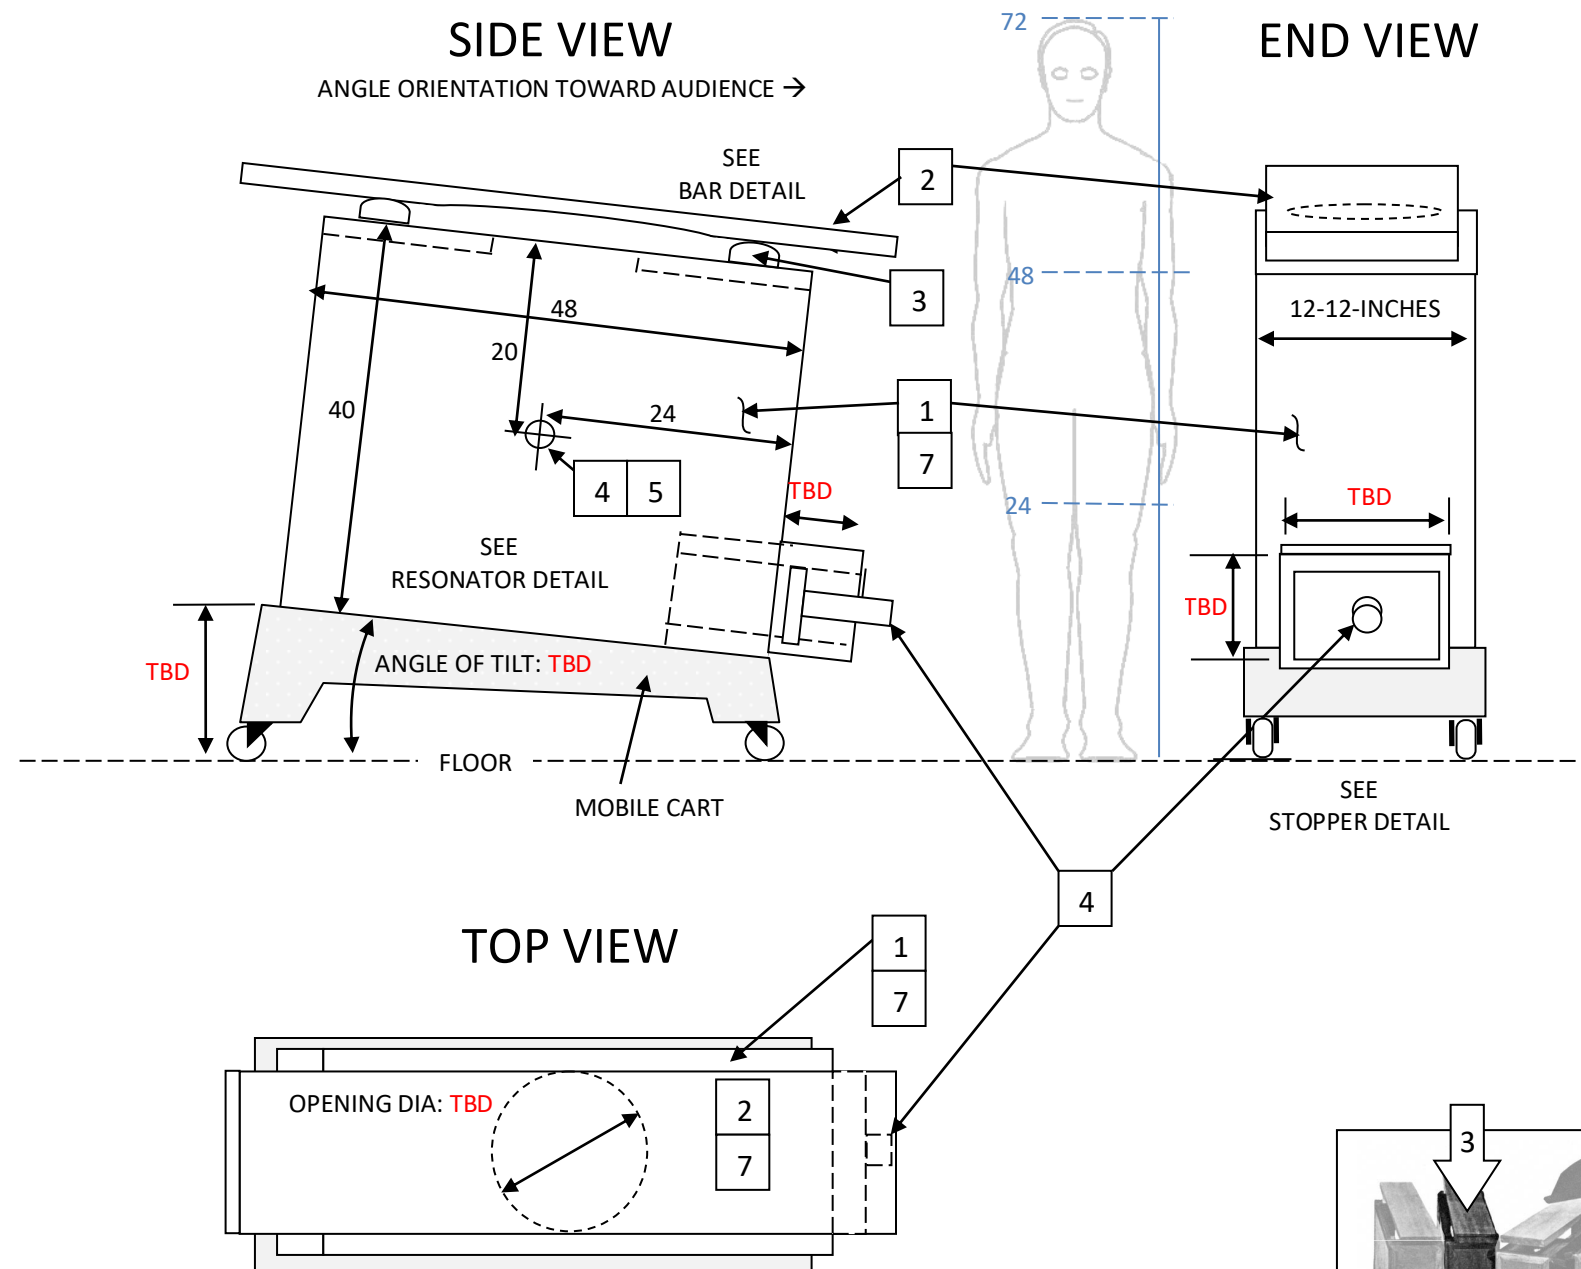 SIDE VIEW
ANGLE ORIENTATION TOWARD AUDIENCE →
72
END VIEW
SEE
BAR DETAIL
2
3
48
12-12-INCHES
48
20
40
24
1
7
4 5
TBD
24
TBD
SEE
RESONATOR DETAIL
TBD
TBD
ANGLE OF TILT: TBD
FLOOR
MOBILE CART
SEE
STOPPER DETAIL
4
TOP VIEW
1
7
OPENING DIA: TBD
2
7
3